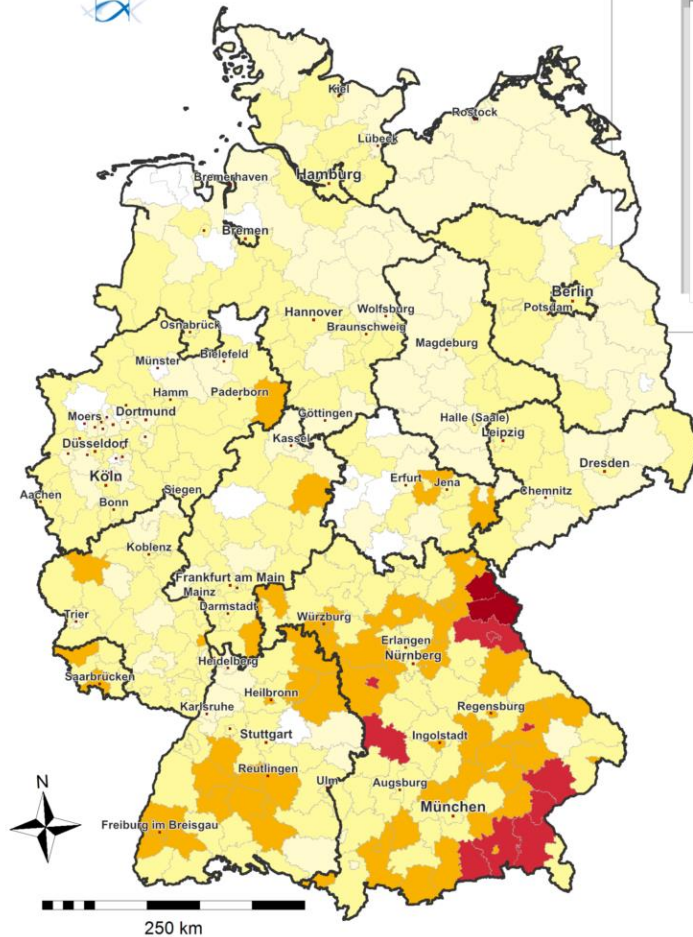 Kiel
Rostock
Lübeck
Hamburg
Bremerhaven
Bremen
Berlin
Potsdam
Wolfsburg
Hannover
Braunschweig
Osnabrück
Magdeburg
Bielefeld
Münster
Hamm
Paderborn
Moers
Dortmund
Göttingen
Halle (Saale)
Leipzig
Düsseldorf
Kassel
Dresden
Köln
Erfurt
Jena
Siegen
Aachen
Chemnitz
Bonn
Koblenz
Frankfurt am Main
Mainz
Darmstadt
Trier
Würzburg
Erlangen
Nürnberg
Heidelberg
Saarbrücken
Heilbronn
Karlsruhe
Regensburg
Stuttgart
Ingolstadt
Reutlingen
Ulm
Augsburg
N
München
Freiburg im Breisgau
250 km